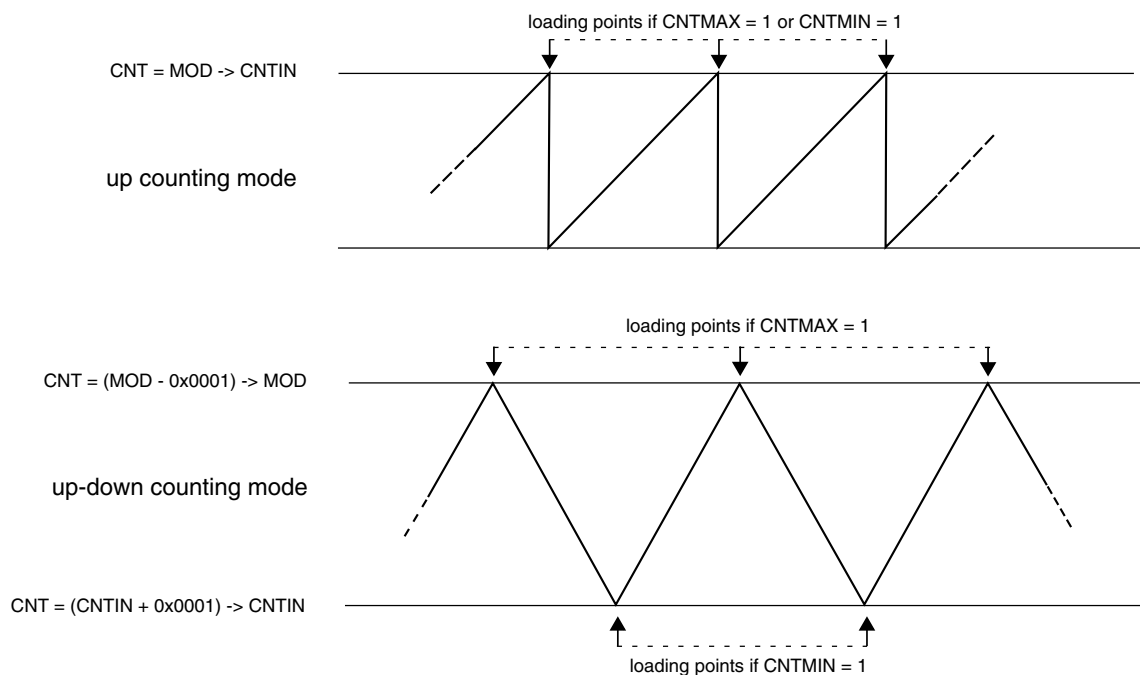 loading points if CNTMAX = 1 or CNTMIN = 1
CNT = MOD -> CNTIN
up counting mode
loading points if CNTMAX = 1
CNT = (MOD - 0x0001) -> MOD
up-down counting mode
CNT = (CNTIN + 0x0001) -> CNTIN
loading points if CNTMIN = 1